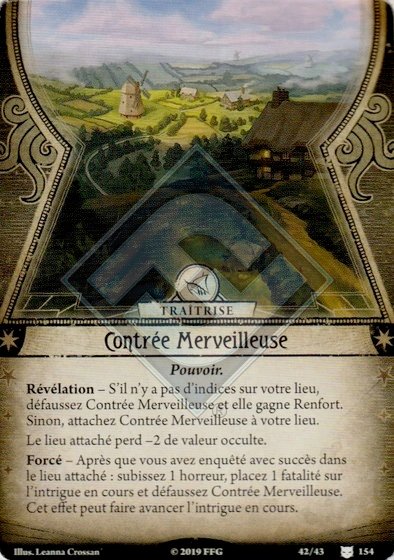 TRAÎTRISE
Contrée Merveilleuse
Pouvoir.
Révélation – S'il n'y a pas d'indices sur votre lieu,
défaussez Contrée Merveilleuse et elle gagne Renfort.
Sinon, attachez Contrée Merveilleuse à votre lieu.
Le lieu attaché perd –2 de valeur occulte.
Forcé – Après que vous avez enquêté avec succès dans
le lieu attaché : subissez 1 horreur, placez 1 fatalité sur
l'intrigue en cours et défaussez Contrée Merveilleuse.
Cet effet peut faire avancer l'intrigue en cours.
Illus. Leanna Crossan © 2019 FFG 42/43 154